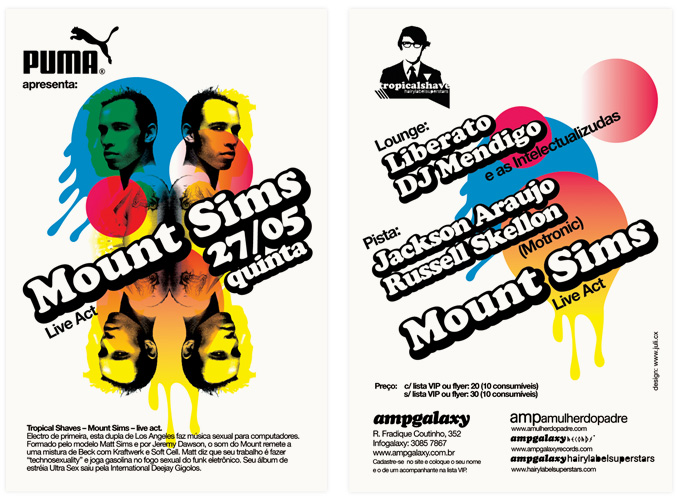 PUMA®
apresenta:
Mount Sims
27/05
quinta
Live Act
Tropical Shaves – Mount Sims – live act.
Electro de primeira, esta dupla de Los Angeles faz música sexual para computadores.
Formado pelo modelo Matt Sims e por Jeremy Dawson, o som do Mount remete a
uma mistura de Beck com Kraftwerk e Soft Cell. Matt diz que seu trabalho é fazer
“technosexuality” e joga gasolina no fogo sexual do funk eletrônico. Seu álbum de
estréia Ultra Sex saiu pela International Deejay Gigolos.
tropicalshave
hairylabelsuperstars
Lounge:
Liberato
DJ Mendigo
e as Intelectualizudas
Pista:
Jackson Araujo
Russell Skellon
(Motronic)
Mount Sims
Live Act
design: www.juli.cx
Preço: c/ lista VIP ou flyer: 20 (10 consumíveis)
s/ lista VIP ou flyer: 30 (10 consumíveis)
ampgalaxy
R. Fradique Coutinho, 352
Infogalaxy: 3085 7867
www.ampgalaxy.com.br
Cadastre-se no site e coloque o seu nome
e o de um acompanhante na lista VIP.
ampamulherdopadre
www.amulherdopadre.com
ampgalaxy
www.ampgalaxyrecords.com
ampgalaxyhairylabelsuperstars
www.hairylabelsuperstars.com